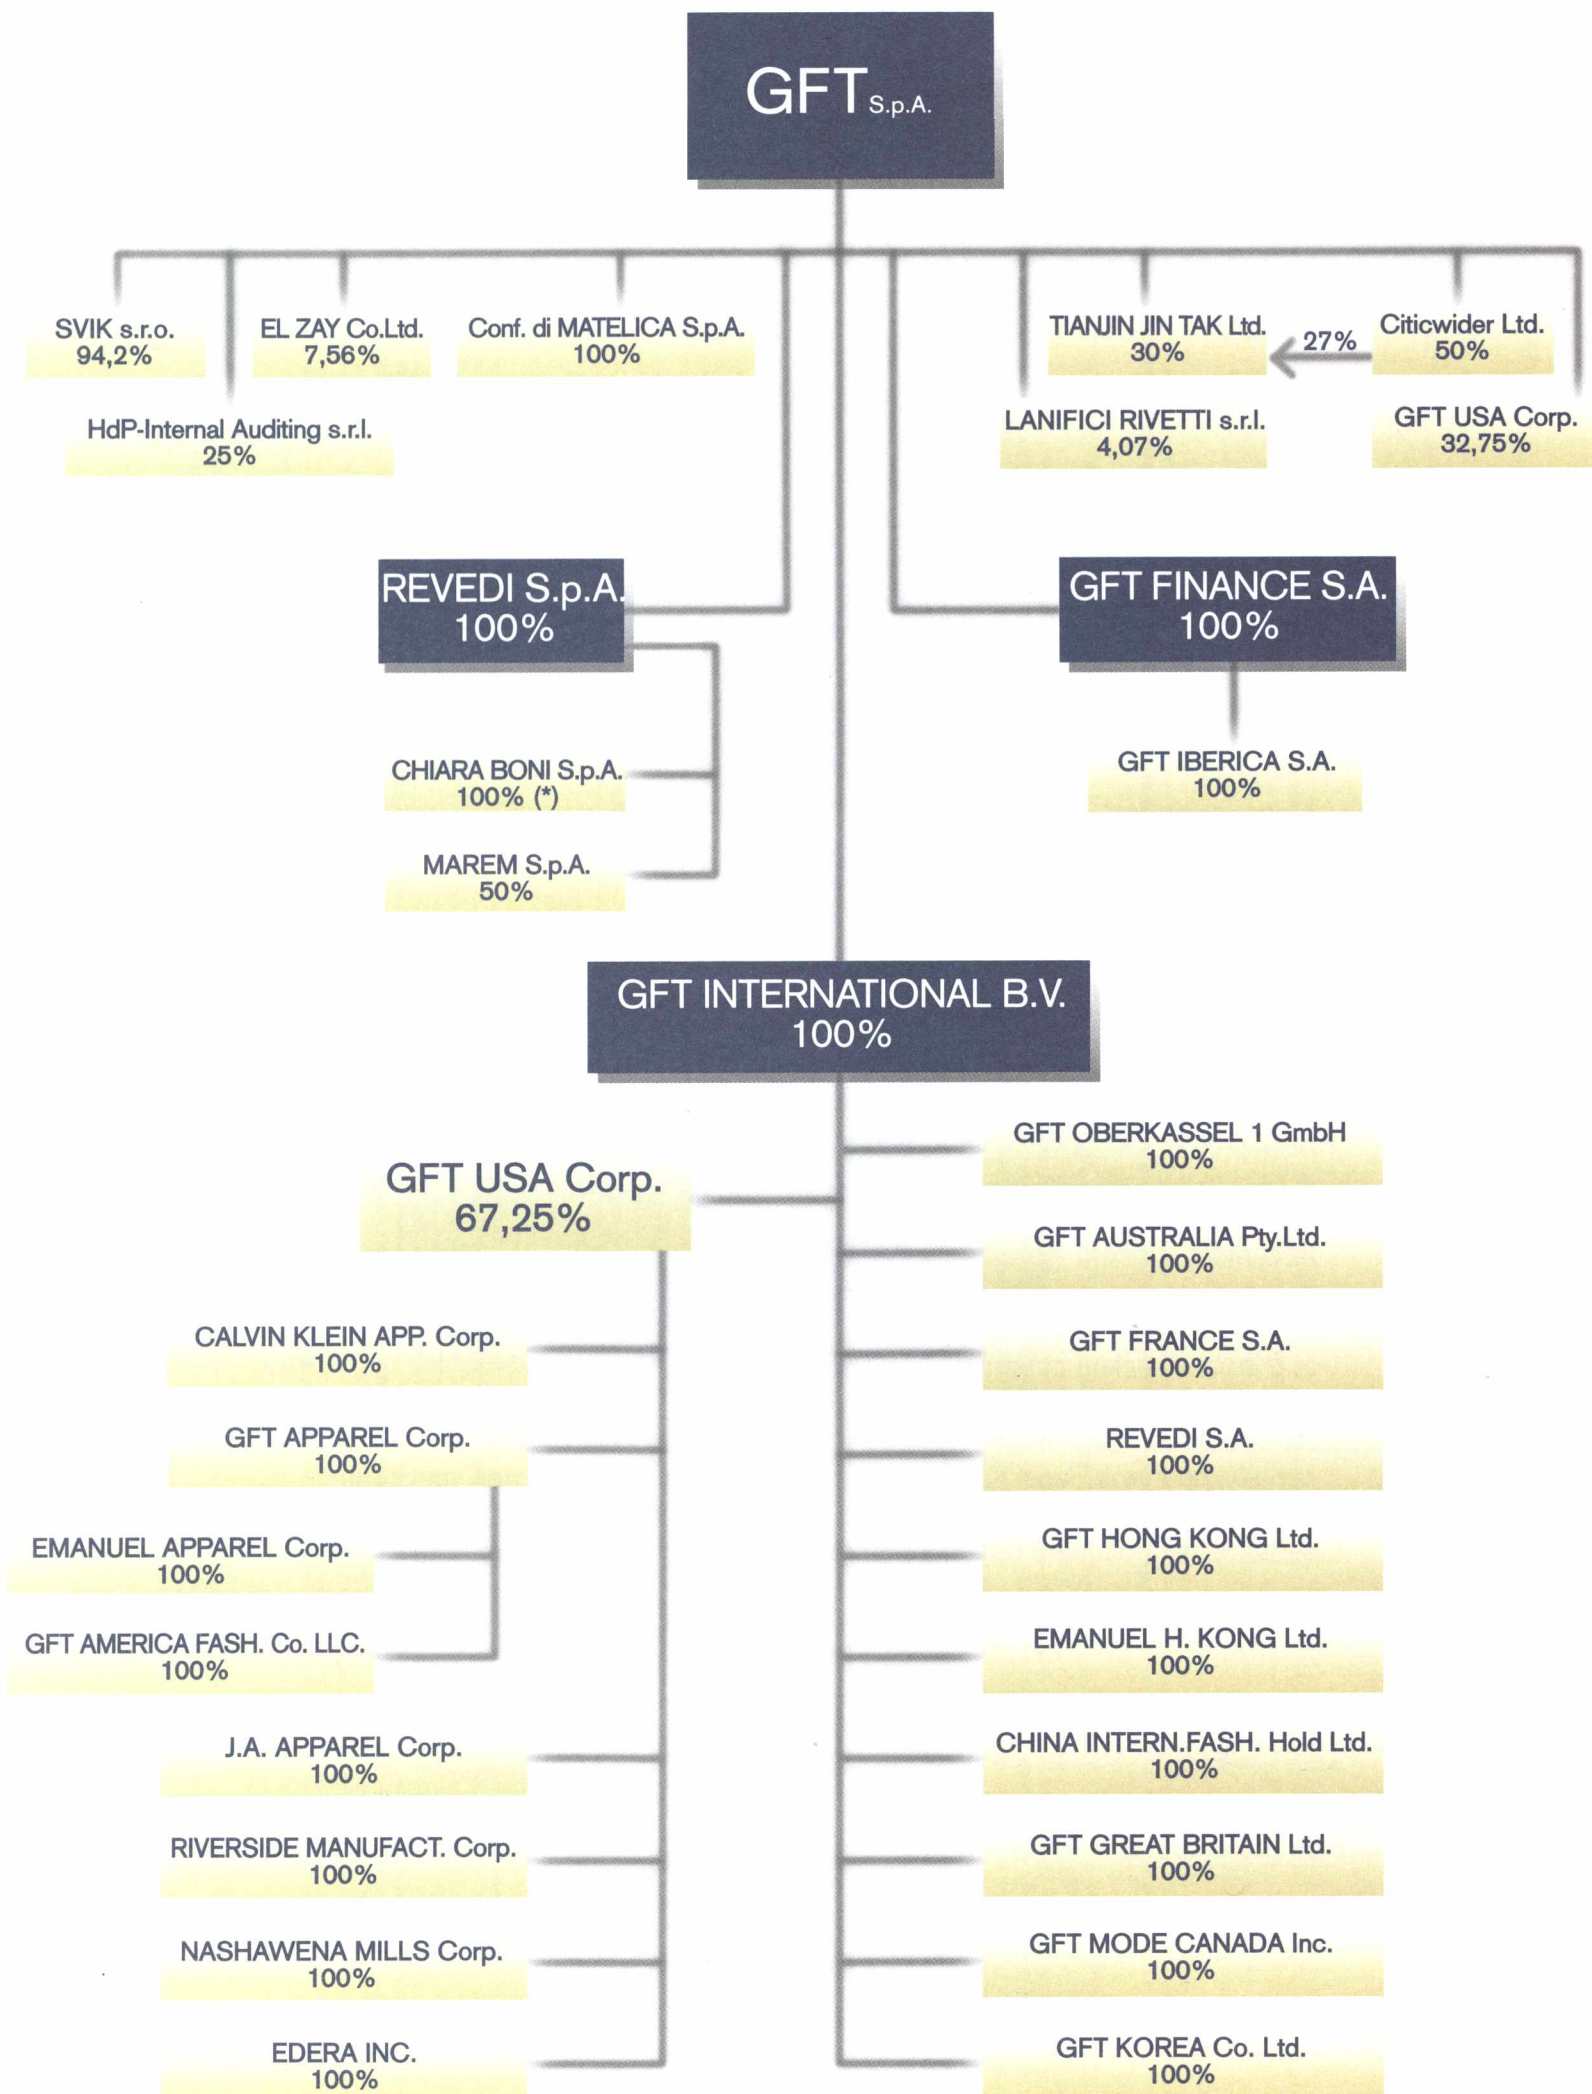 GFT S.p.A.
SVIK s.r.o.
94,2%
EL ZAY Co.Ltd.
7,56%
Conf. di MATELICA S.p.A.
100%
TIANJIN JIN TAK Ltd.
30%
27%
Citicwider Ltd.
50%
HdP-Internal Auditing s.r.l.
25%
LANIFICI RIVETTI s.r.l.
4,07%
GFT USA Corp.
32,75%
REVEDI S.p.A.
100%
GFT FINANCE S.A.
100%
CHIARA BONI S.p.A.
100% (*)
MAREM S.p.A.
50%
GFT IBERICA S.A.
100%
GFT INTERNATIONAL B.V.
100%
GFT USA Corp.
67,25%
CALVIN KLEIN APP. Corp.
100%
GFT APPAREL Corp.
100%
EMANUEL APPAREL Corp.
100%
GFT AMERICA FASH. Co. LLC.
100%
J.A. APPAREL Corp.
100%
RIVERSIDE MANUFACT. Corp.
100%
NASHAWENA MILLS Corp.
100%
EDERA INC.
100%
GFT OBERKASSEL 1 GmbH
100%
GFT AUSTRALIA Pty.Ltd.
100%
GFT FRANCE S.A.
100%
REVEDI S.A.
100%
GFT HONG KONG Ltd.
100%
EMANUEL H. KONG Ltd.
100%
CHINA INTERN.FASH. Hold Ltd.
100%
GFT GREAT BRITAIN Ltd.
100%
GFT MODE CANADA Inc.
100%
GFT KOREA Co. Ltd.
100%